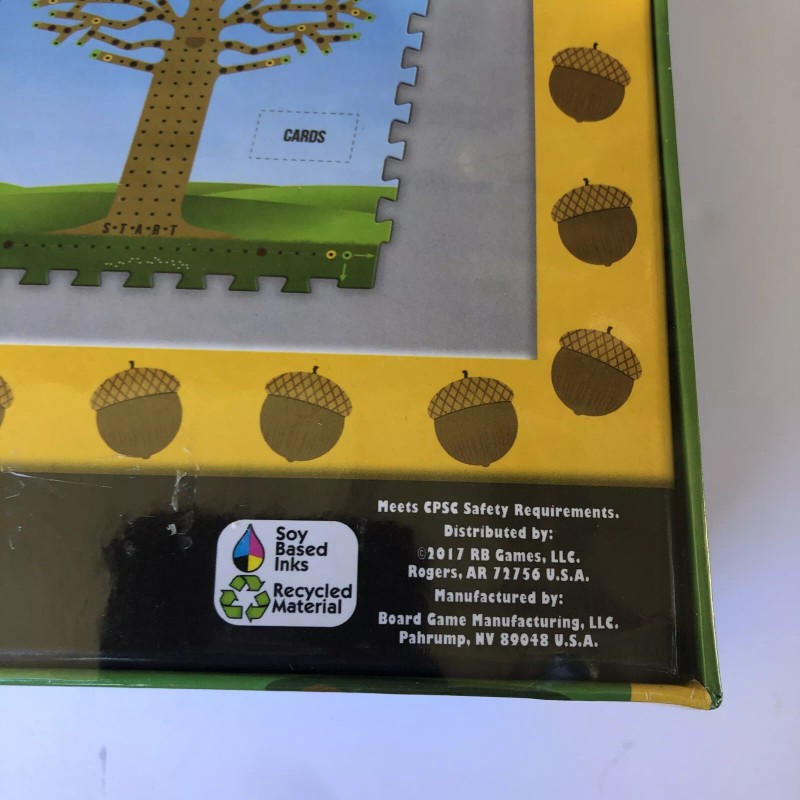 CARDS
S•T•A•R•T
Soy
Based
Inks
Recycled
Material
Meets CPSC Safety Requirements.
Distributed by:
©2017 RB Games, LLC.
Rogers, AR 72756 U.S.A.
Manufactured by:
Board Game Manufacturing, LLC.
Pahrump, NV 89048 U.S.A.